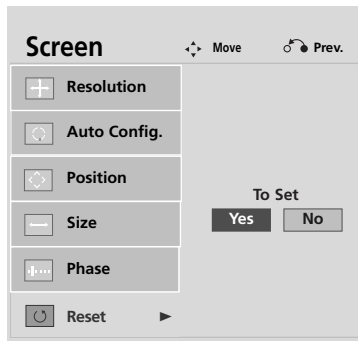 Screen Move Prev.
Resolution
Auto Config.
Position
Size
Phase
Reset
To Set
Yes No